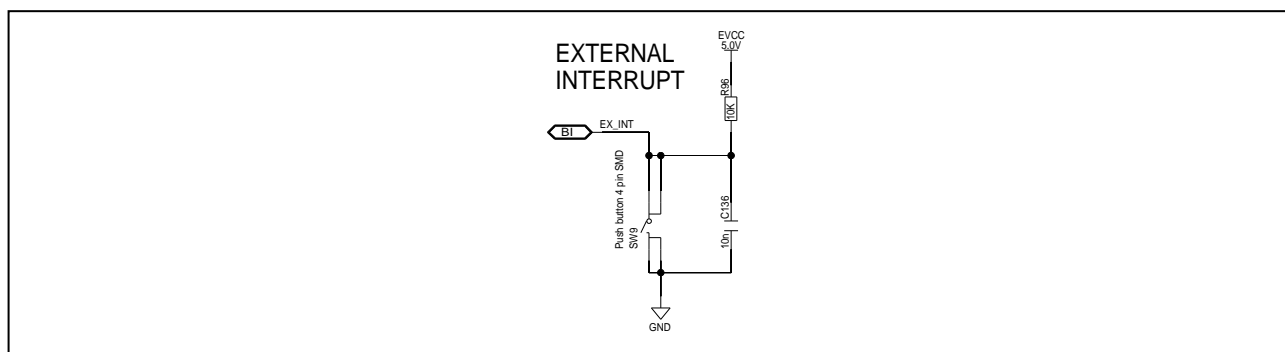 EXTERNAL
INTERRUPT
EVCC
5.0V
R96
10K
BI
EX_INT
Push button 4 pin SMD
SW9
C136
10n
GND